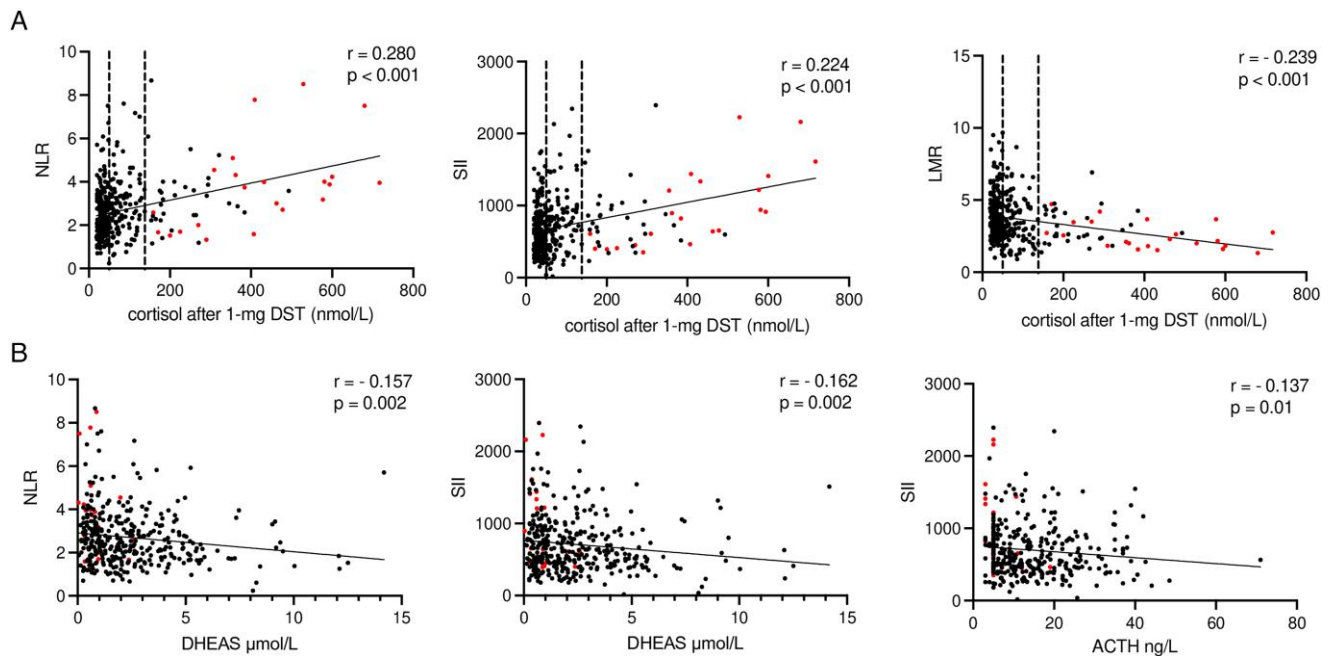 A
r = 0.280
p < 0.001
NLR
10
8
6
4
2
0
0 200 400 600 800
cortisol after 1-mg DST (nmol/L)
r = 0.224
p < 0.001
SII
3000
2000
1000
0
0 200 400 600 800
cortisol after 1-mg DST (nmol/L)
r = - 0.239
p < 0.001
LMR
15
10
5
0
0 200 400 600 800
cortisol after 1-mg DST (nmol/L)
B
r = - 0.157
p = 0.002
NLR
10
8
6
4
2
0
0 5 10 15
DHEAS µmol/L
r = - 0.162
p = 0.002
SII
3000
2000
1000
0
0 5 10 15
DHEAS µmol/L
r = - 0.137
p = 0.01
SII
3000
2000
1000
0
0 20 40 60 80
ACTH ng/L